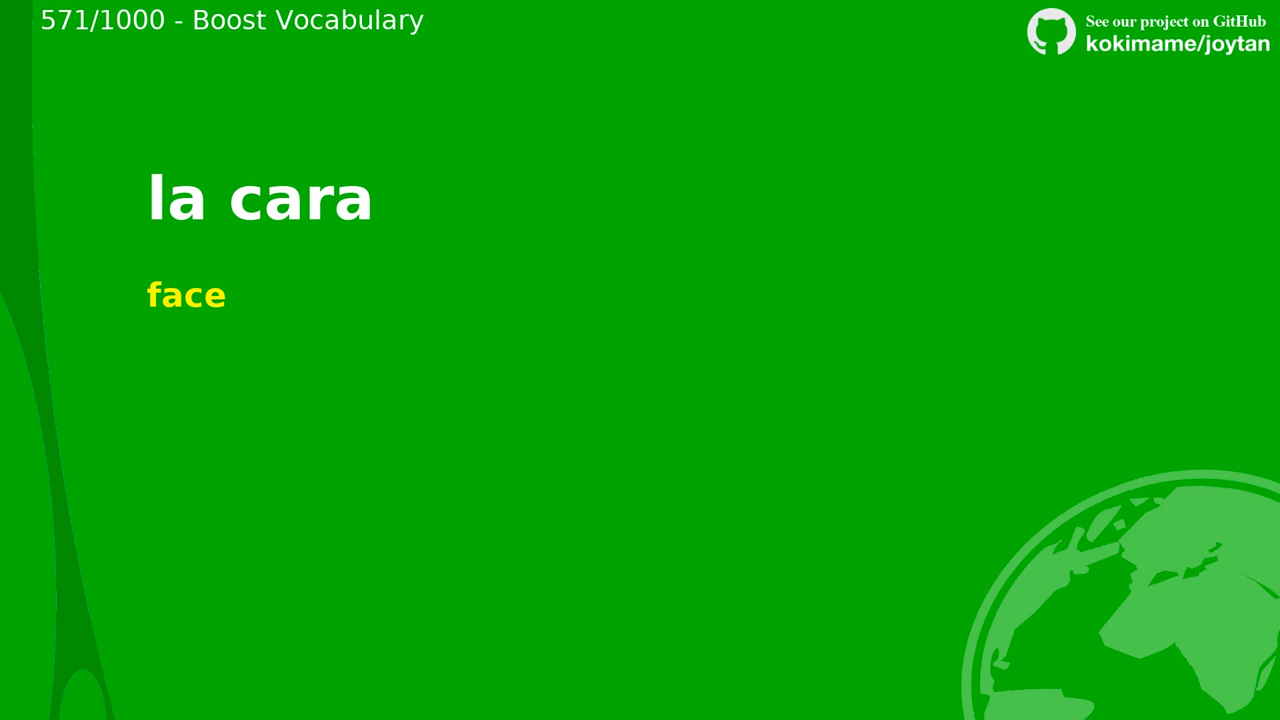 571/1000 - Boost Vocabulary
See our project on GitHub
kokimame/joytan
la cara
face